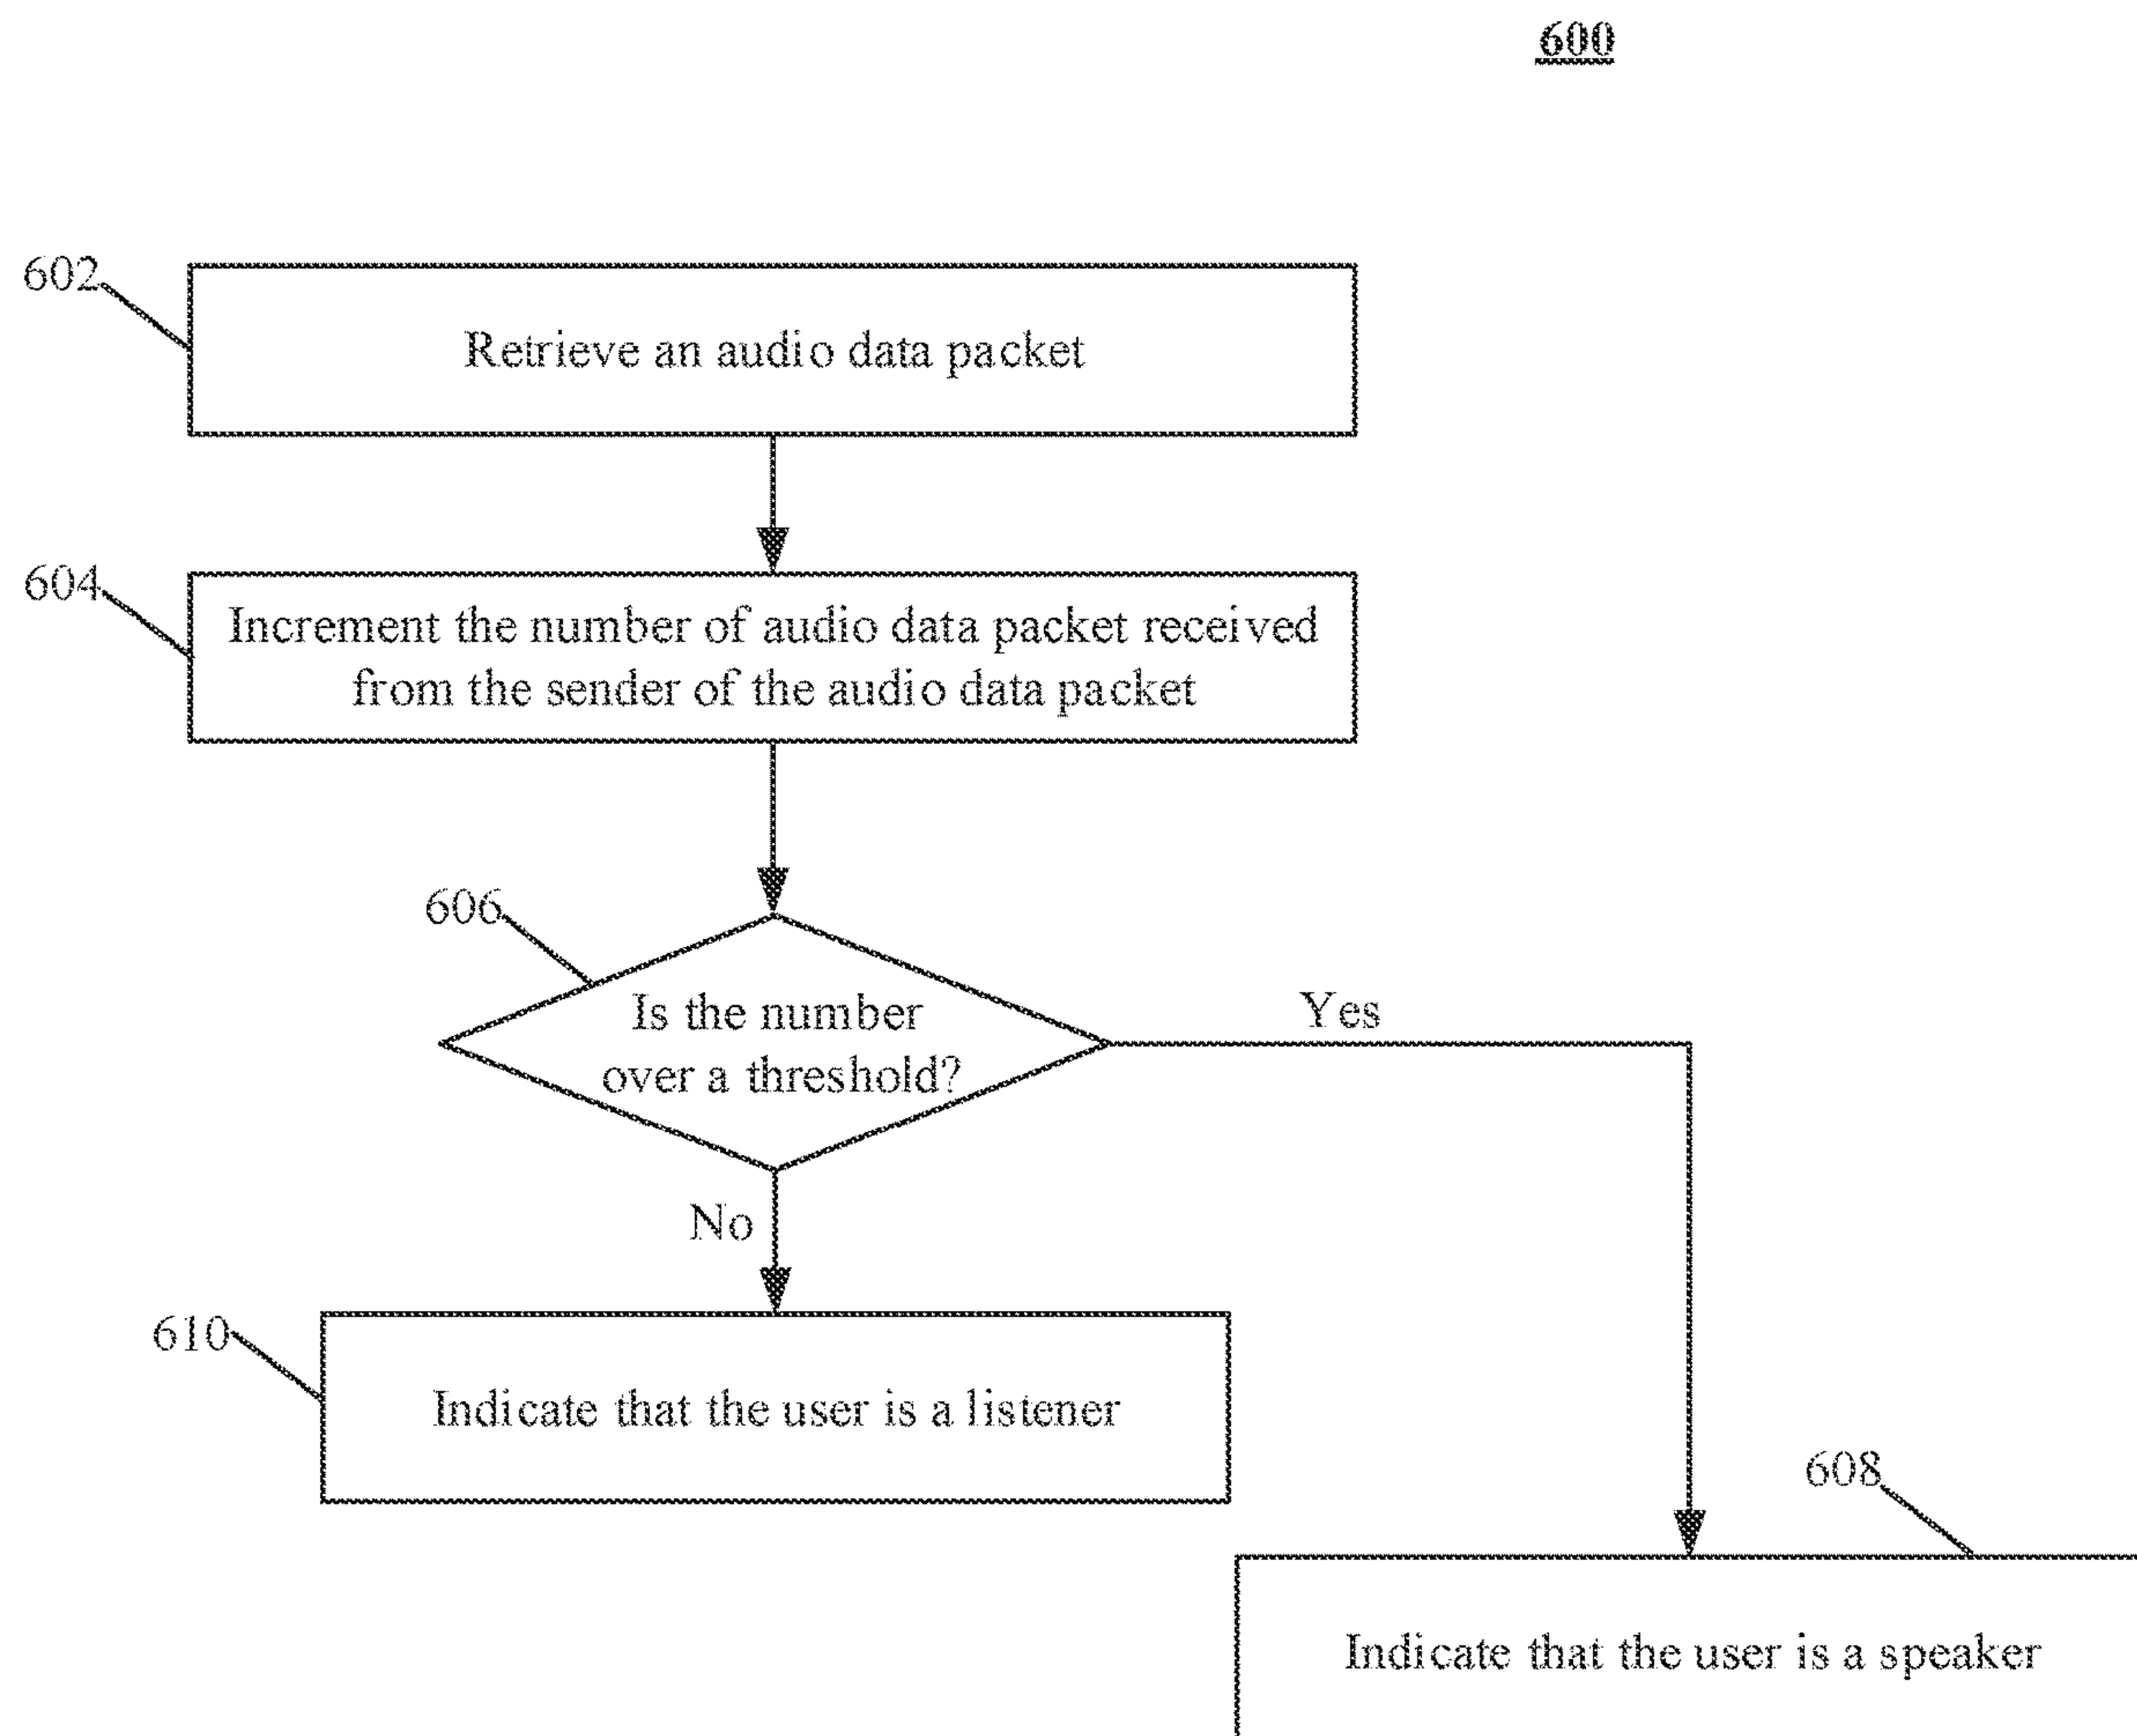 600
602
Retrieve an audio data packet
604
Increment the number of audio data packet received
from the sender of the audio data packet
606
Is the number
over a threshold?
Yes
No
610
Indicate that the user is a listener
608
Indicate that the user is a speaker